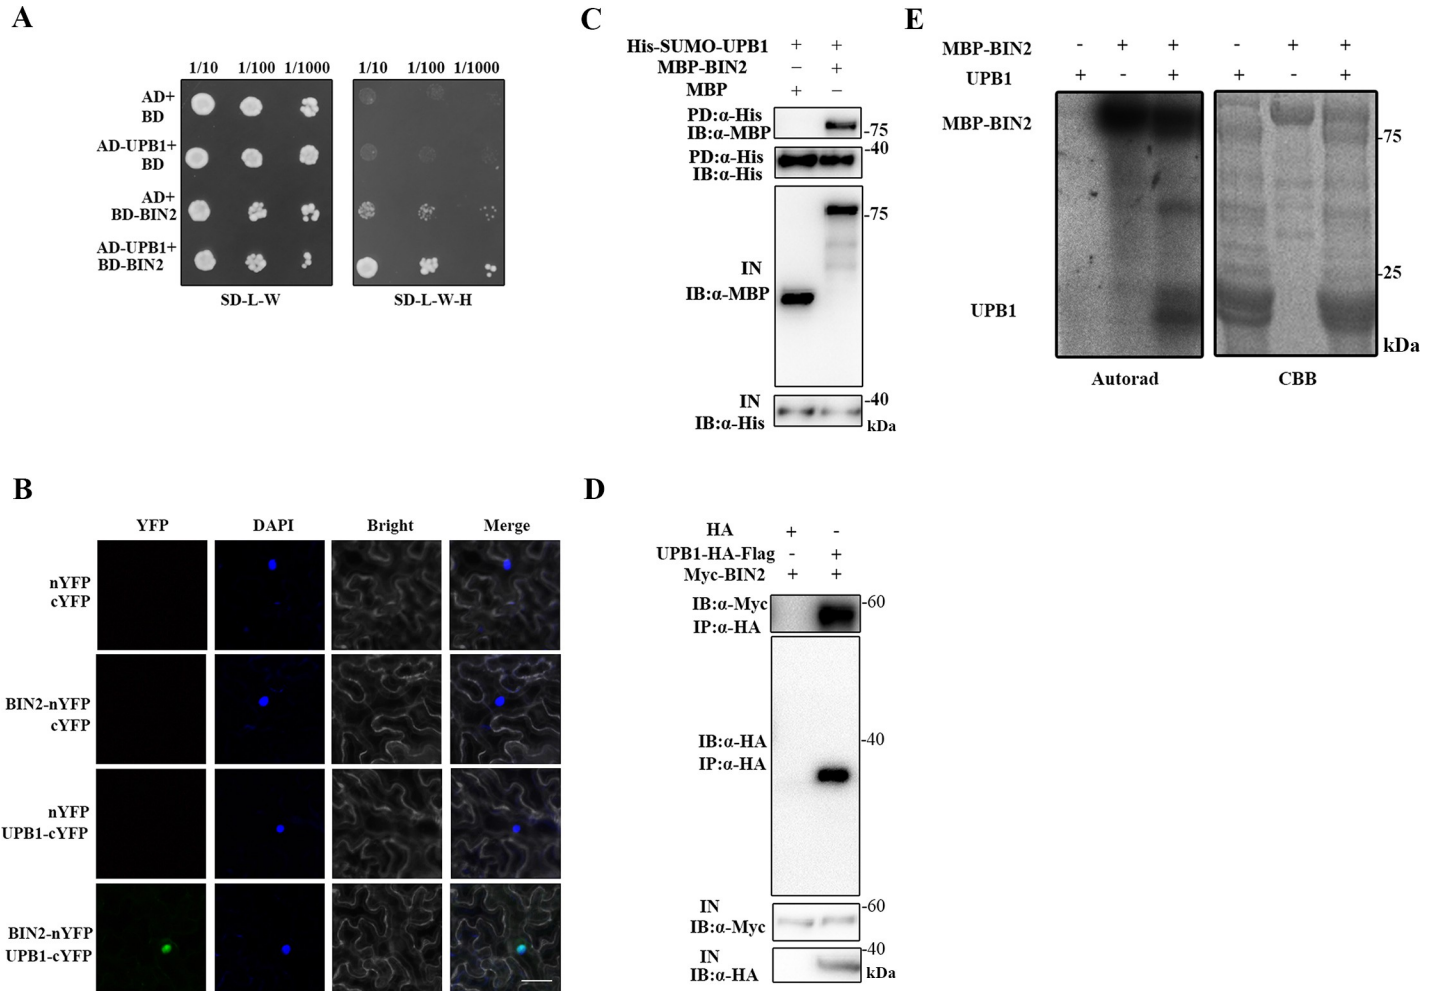 A
1/10 1/100 1/1000 1/10 1/100 1/1000
AD+
BD
AD-UPB1+
BD
AD+
BD-BIN2
AD-UPB1+
BD-BIN2
SD-L-W SD-L-W-H
B
YFP DAPI Bright Merge
nYFP
cYFP
BIN2-nYFP
cYFP
nYFP
UPB1-cYFP
BIN2-nYFP
UPB1-cYFP
C
His-SUMO-UPB1 + +
MBP-BIN2 − +
MBP + −
PD:α-His
IB:α-MBP -75
-40
PD:α-His
IB:α-His
-75
IN
IB:α-MBP
IN -40
IB:α-His kDa
D
HA + -
UPB1-HA-Flag - +
Myc-BIN2 + +
IB:α-Myc -60
IP:α-HA
-40
IB:α-HA
IP:α-HA
IN -60
IB:α-Myc
IN -40
IB:α-HA kDa
E
MBP-BIN2 - + + - + +
UPB1 + - + + - +
MBP-BIN2
-75
-25
UPB1
kDa
Autorad CBB